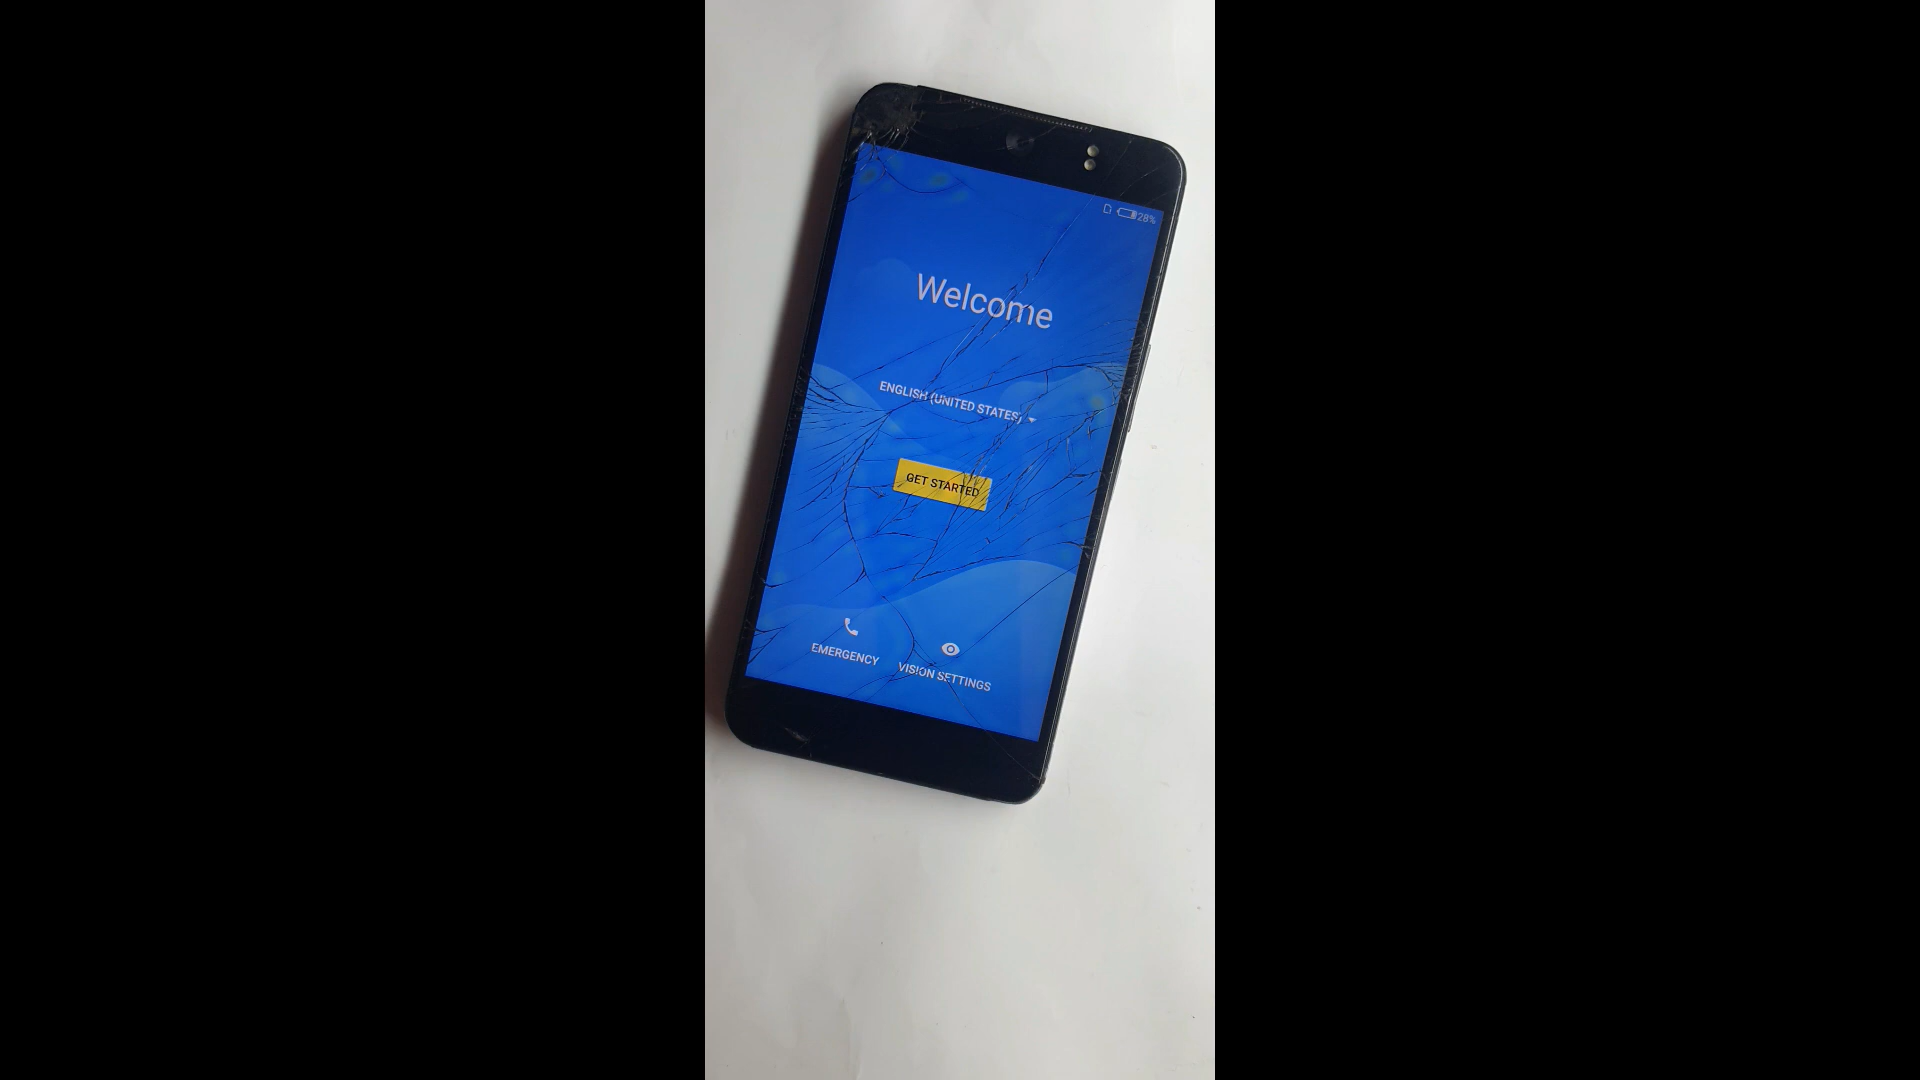 28%
Welcome
ENGLISH (UNITED STATES)
GET STARTED
EMERGENCY
VISION SETTINGS